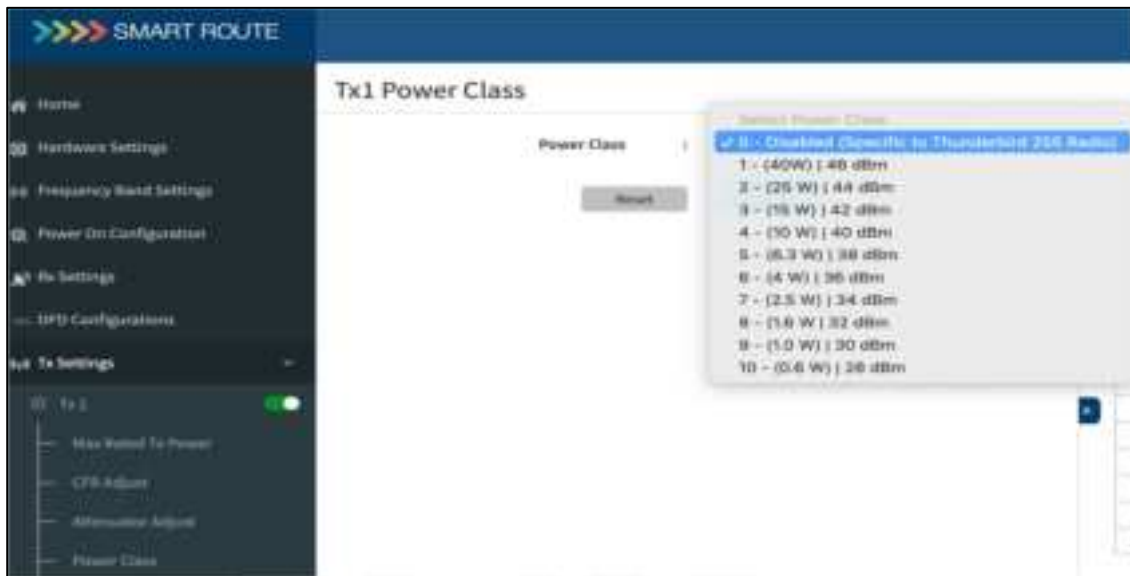 SMART ROUTE
Home
Hardware Settings
Frequency Band Settings
Power On Configuration
Rx Settings
DPD Configurations
Tx Settings
Tx 1
Max Rated Tx Power
CFR Adjust
Attenuator Adjust
Power Class
Tx1 Power Class
Power Class :
Reset
Select Power Class
✓ 0 - Disabled (Specific to Thunderbird 255 Radio)
1 - (40W) | 46 dBm
2 - (25 W) | 44 dBm
3 - (15 W) | 42 dBm
4 - (10 W) | 40 dBm
5 - (6.3 W) | 38 dBm
6 - (4 W) | 36 dBm
7 - (2.5 W) | 34 dBm
8 - (1.6 W | 32 dBm
9 - (1.0 W) | 30 dBm
10 - (0.6 W) | 28 dBm